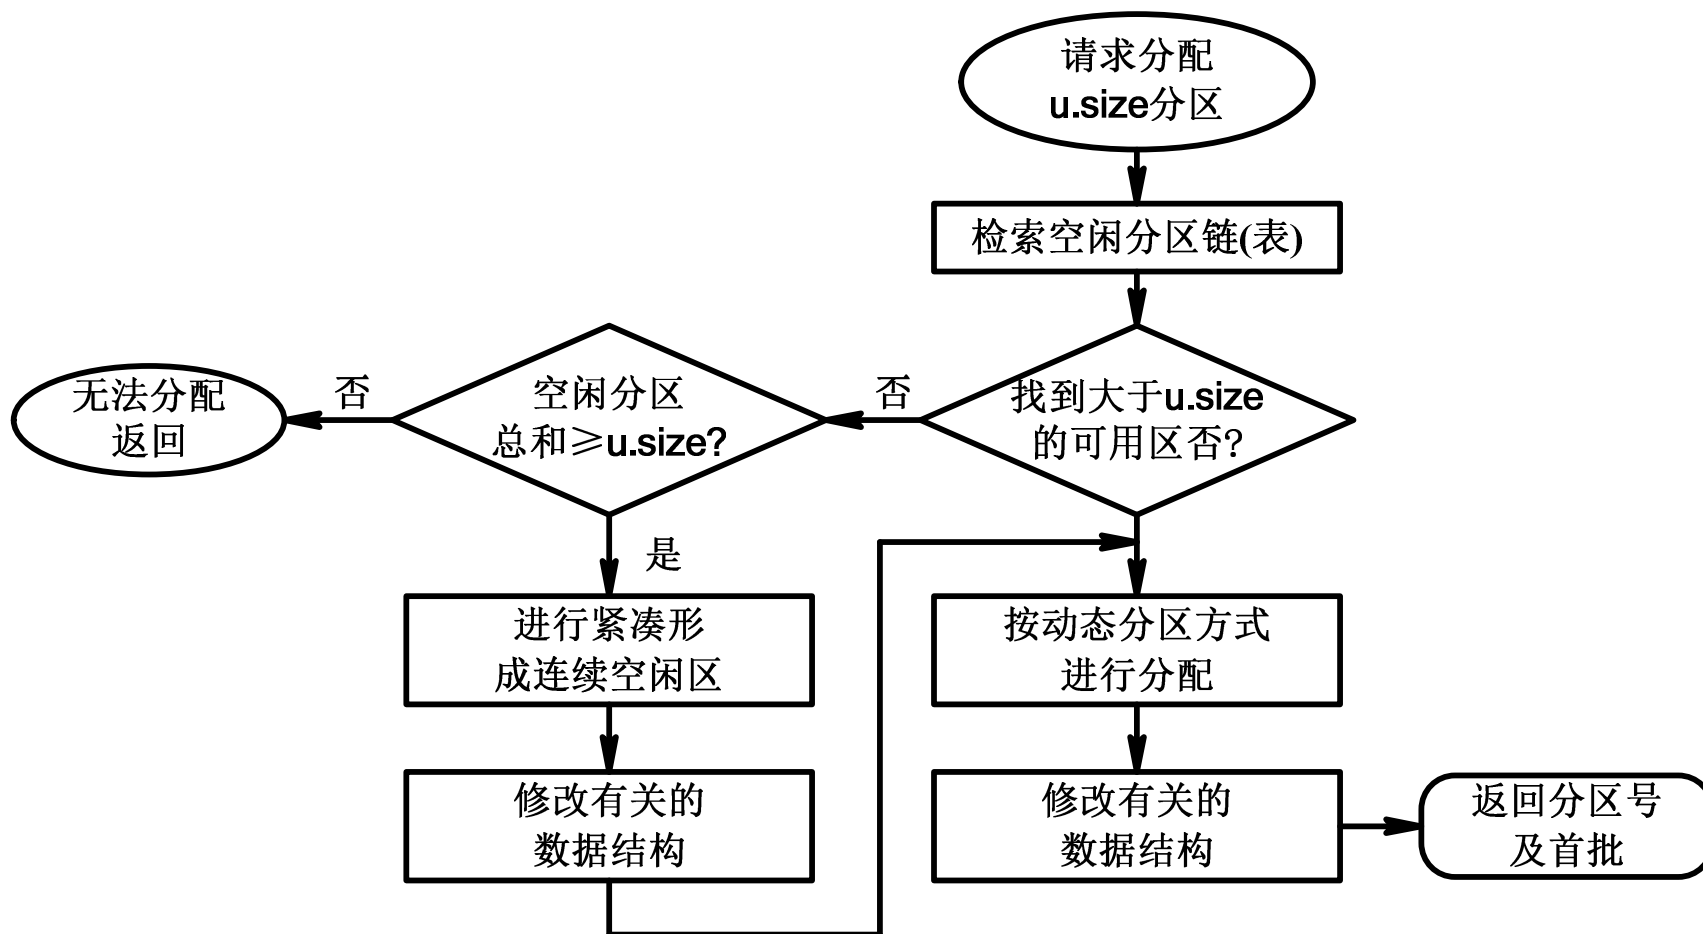 请求分配
u.size分区
检索空闲分区链(表)
找到大于u.size
的可用区否?
否
空闲分区
总和≥u.size?
否
无法分配
返回
是
进行紧凑形
成连续空闲区
修改有关的
数据结构
按动态分区方式
进行分配
修改有关的
数据结构
返回分区号
及首批